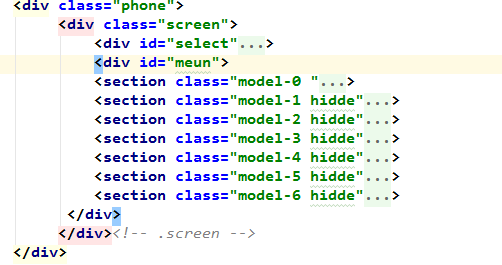 <div class="phone">
<div class="screen">
<div id="select"...>
<div id="meun">
<section class="model-0 "...>
<section class="model-1 hidde"...>
<section class="model-2 hidde"...>
<section class="model-3 hidde"...>
<section class="model-4 hidde"...>
<section class="model-5 hidde"...>
<section class="model-6 hidde"...>
</div>
</div><!-- .screen -->
</div>